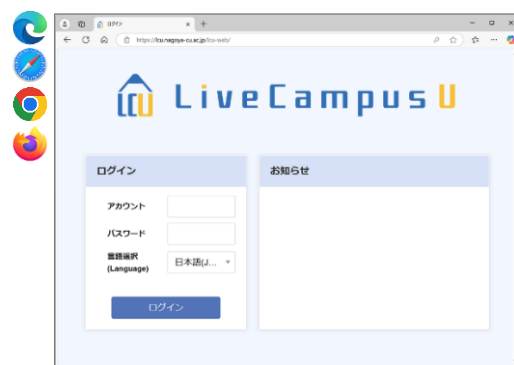 ログイン
https://lcu.nagoya-cu.ac.jp/lcu-web/
LCU LiveCampus U
ログイン
お知らせ
アカウント
パスワード
言語選択
(Language)
日本語(J...
ログイン